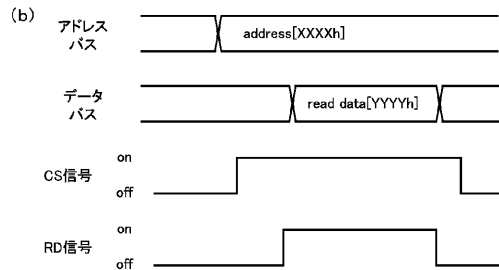 (b)
アドレス
バス
address[XXXXh]
データ
バス
read data[YYYYh]
on
CS信号
off
on
RD信号
off